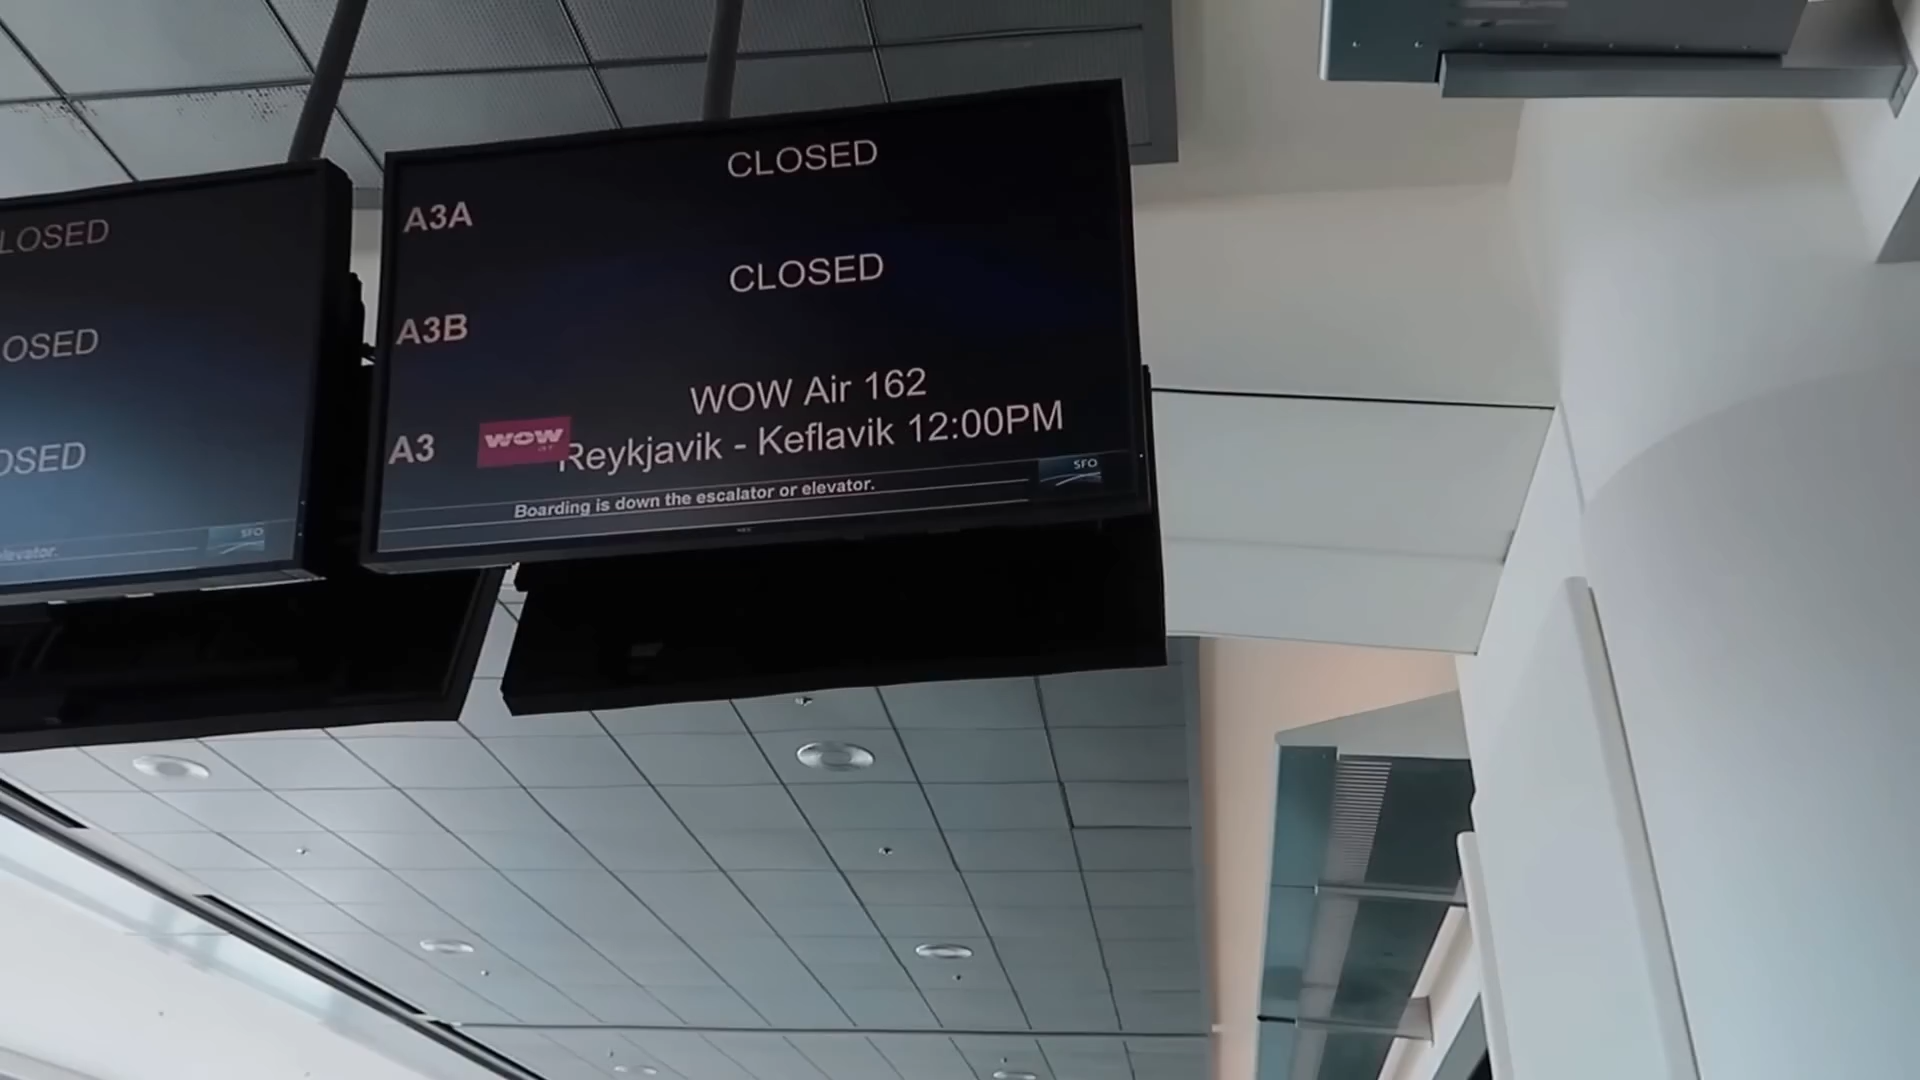 LOSED
OSED
OSED
levator.
SFO
CLOSED
A3A
CLOSED
A3B
WOW Air 162
A3
wow
Reykjavik - Keflavik 12:00PM
Boarding is down the escalator or elevator.
SFO